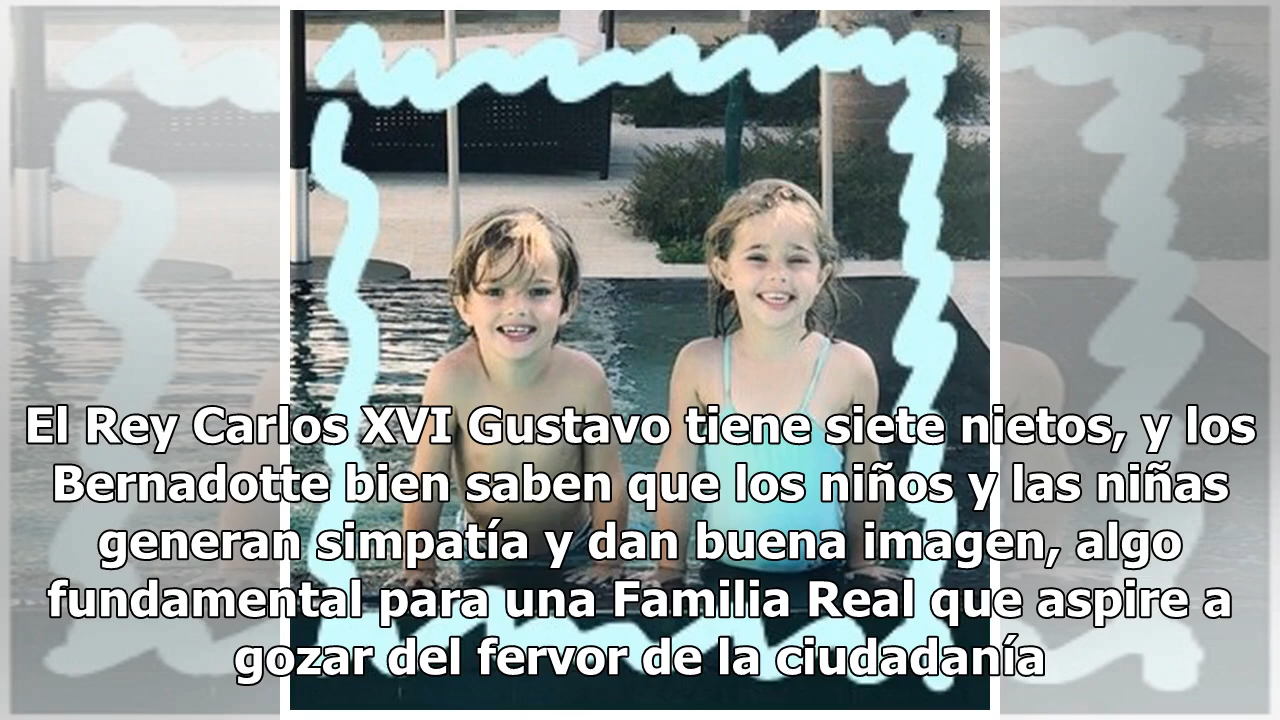 El Rey Carlos XVI Gustavo tiene siete nietos, y los
Bernadotte bien saben que los niños y las niñas
generan simpatía y dan buena imagen, algo
fundamental para una Familia Real que aspire a
gozar del fervor de la ciudadanía